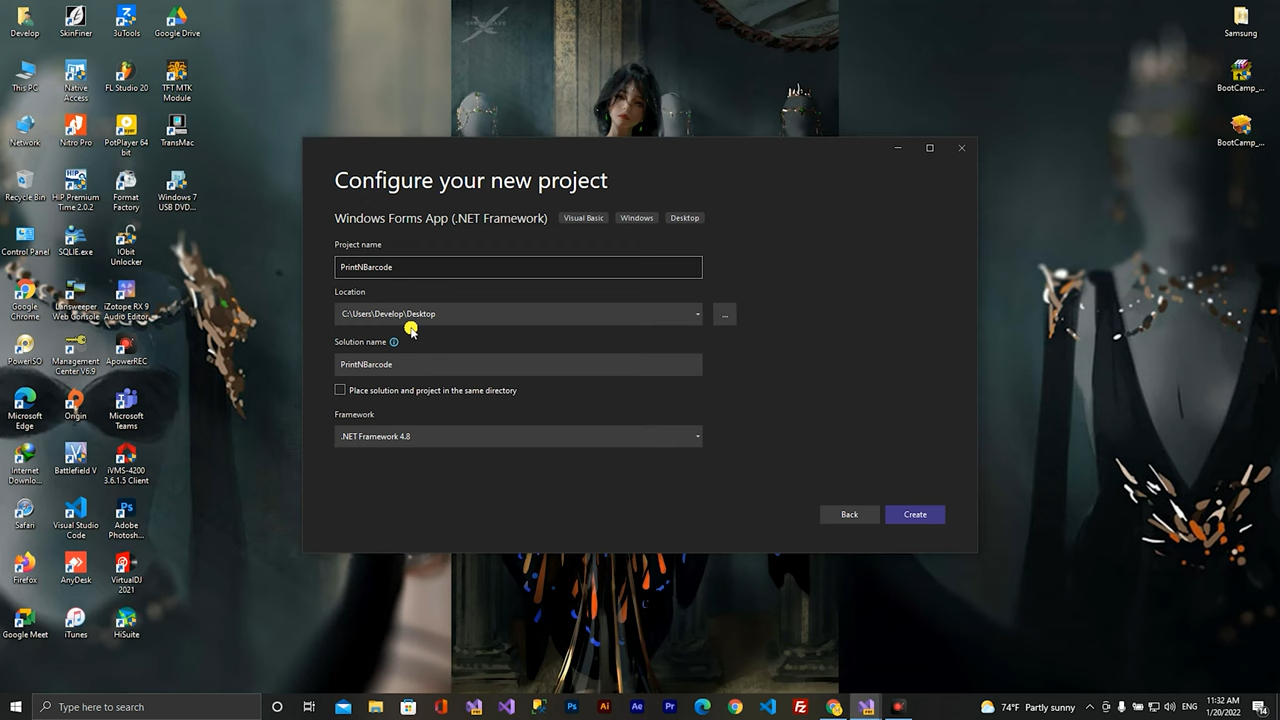 Develop
SkinFiner
3uTools
Google Drive
Samsung
This PC
Native
Access
FL Studio 20
TFT MTK
Module
BootCamp_...
Network
Nitro Pro
PotPlayer 64
bit
TransMac
BootCamp_...
Recycle Bin
HiP Premium
Time 2.0.2
Format
Factory
Windows 7
USB DVD...
Control Panel
SQLIE.exe
IObit
Unlocker
Google
Chrome
Lansweeper
Web Console
iZotope RX 9
Audio Editor
PowerISO
Management
Center V6.9
ApowerREC
Microsoft
Edge
Origin
Microsoft
Teams
Internet
Downlo...
Battlefield V
iVMS-4200
3.6.1.5 Client
Safari
Visual Studio
Code
Adobe
Photosh...
Firefox
AnyDesk
VirtualDJ
2021
Google Meet
iTunes
HiSuite
Configure your new project
Windows Forms App (.NET Framework) Visual Basic Windows Desktop
Project name
PrintNBarcode
Location
C:\Users\Develop\Desktop
...
Solution name
PrintNBarcode
Place solution and project in the same directory
Framework
.NET Framework 4.8
Back Create
Type here to search
74°F Partly sunny
ENG
11:32 AM
1/20/2022
14